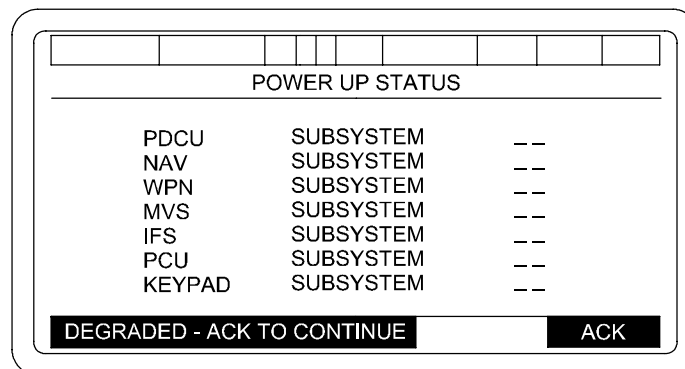 POWER UP STATUS
PDCU SUBSYSTEM _ _
NAV SUBSYSTEM _ _
WPN SUBSYSTEM _ _
MVS SUBSYSTEM _ _
IFS SUBSYSTEM _ _
PCU SUBSYSTEM _ _
KEYPAD SUBSYSTEM _ _
DEGRADED - ACK TO CONTINUE ACK